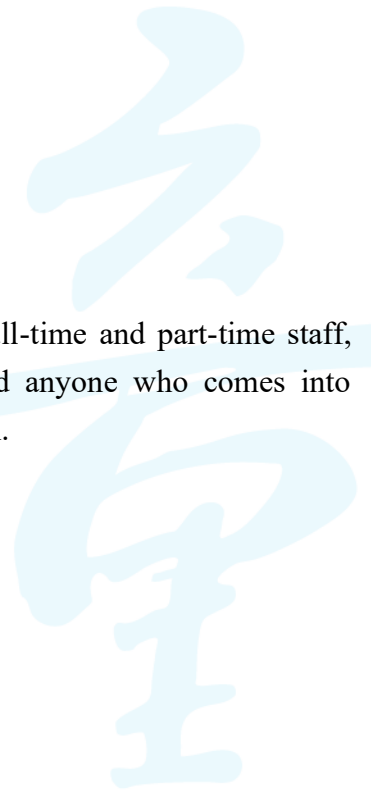 ll-time and part-time staff,
d anyone who comes into
.